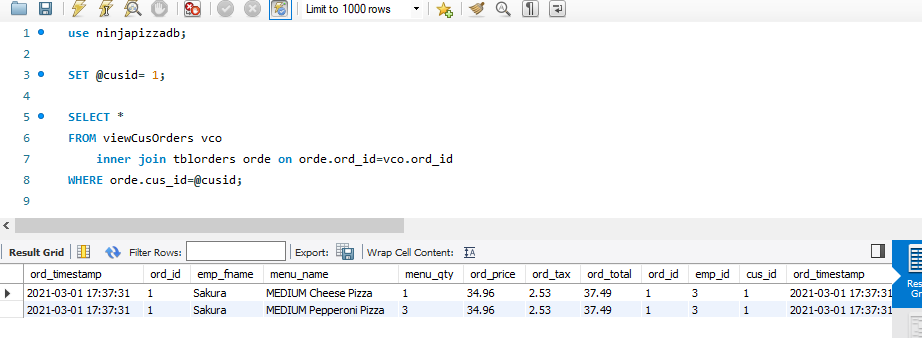 Limit to 1000 rows
1 use ninjapizzadb;
2
3 SET @cusid= 1;
4
5 SELECT *
6 FROM viewCusOrders vco
7 inner join tblorders orde on orde.ord_id=vco.ord_id
8 WHERE orde.cus_id=@cusid;
9
Result Grid Filter Rows: Export: Wrap Cell Content:
ord_timestamp ord_id emp_fname menu_name menu_qty ord_price ord_tax ord_total ord_id emp_id cus_id ord_timestamp
2021-03-01 17:37:31 1 Sakura MEDIUM Cheese Pizza 1 34.96 2.53 37.49 1 3 1 2021-03-01 17:37:31
2021-03-01 17:37:31 1 Sakura MEDIUM Pepperoni Pizza 3 34.96 2.53 37.49 1 3 1 2021-03-01 17:37:31
Res
Gr